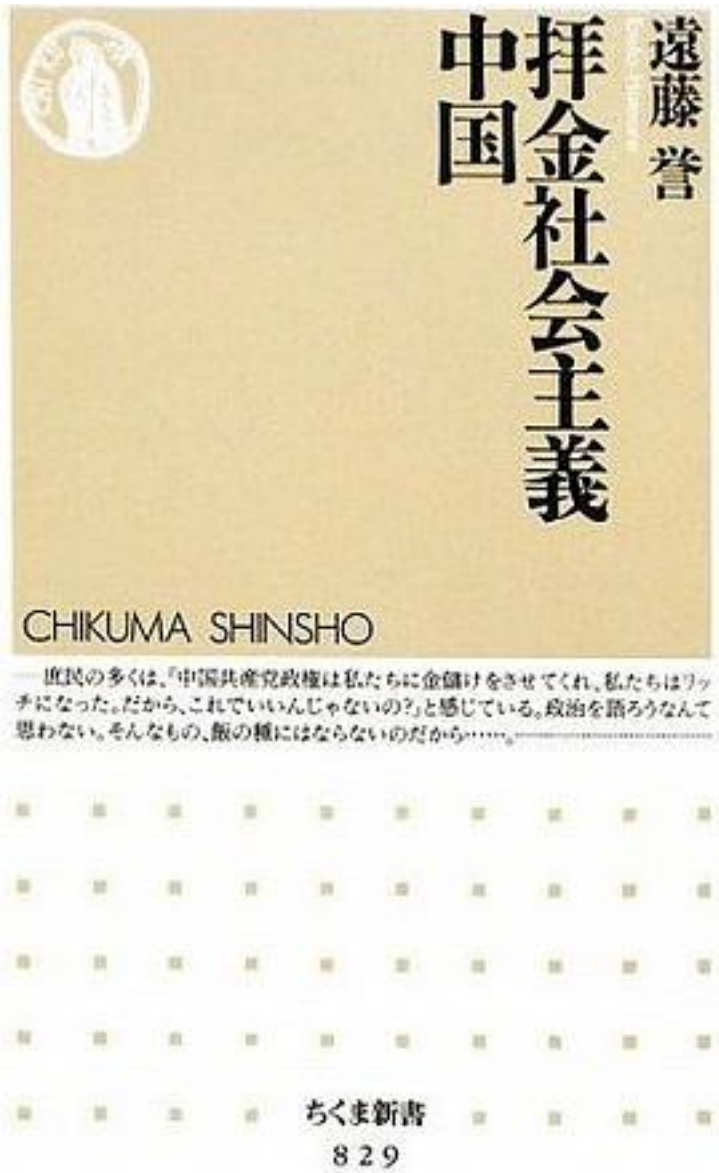 遠藤 誉
拝金社会主義
中国
CHIKUMA SHINSHO
――庶民の多くは、「中国共産党政権は私たちに金儲けをさせてくれ、私たちはリッ
チになった。だから、これでいいんじゃないの?」と感じている。政治を語ろうなんて
思わない。そんなもの、飯の種にはならないのだから……。
ちくま新書
829